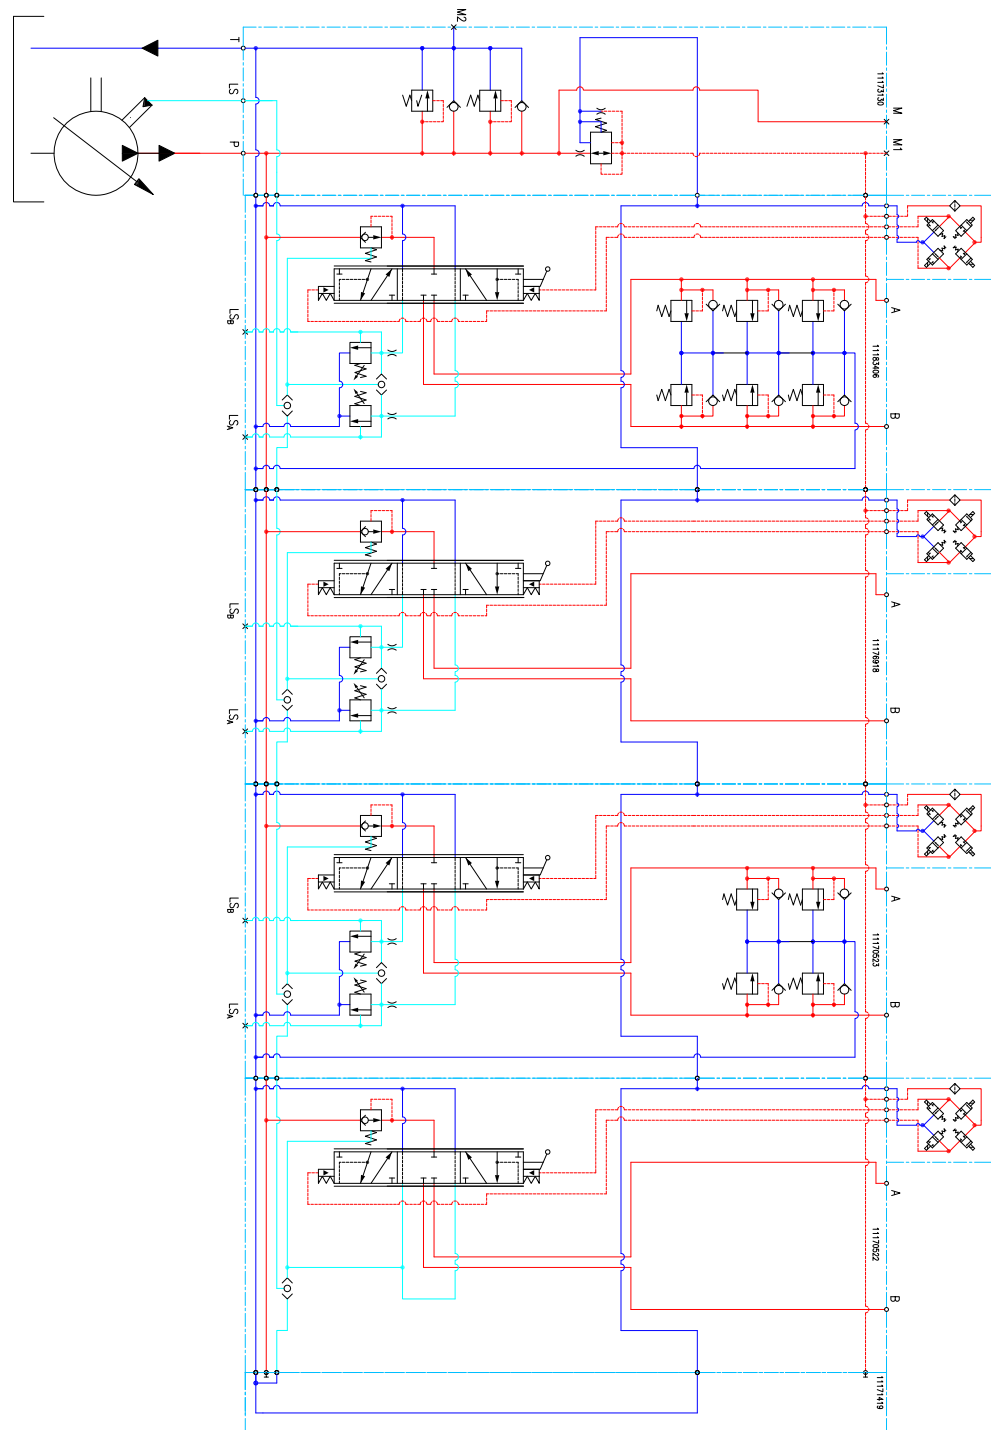 M2
T
LS
P
11173130
M
M1
LSB
LSA
A
11183406
B
LSB
LSA
A
11176918
B
LSB
LSA
A
11170523
B
A
11170522
B
11171419